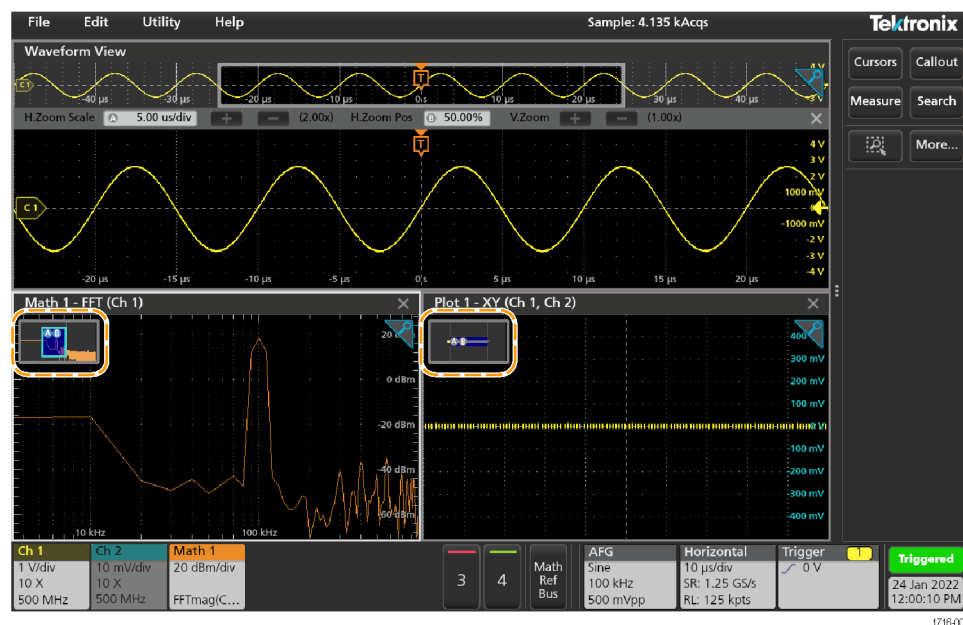 File Edit Utility Help Sample: 4.135 kAcqs Tektronix
Waveform View
Cursors Callout
Measure Search
More...
C1
T
4 V
-40 µs -30 µs -20 µs -10 µs 0 s 10 µs 20 µs 30 µs 40 µs
H.Zoom Scale A 5.00 us/div + - (2.00x) H.Zoom Pos B 50.00% V.Zoom + - (1.00x) ×
T
4 V
3 V
2 V
1000 mV
C1
-1000 mV
-2 V
-3 V
-4 V
-20 µs -15 µs -10 µs -5 µs 0 s 5 µs 10 µs 15 µs 20 µs
Math 1 - FFT (Ch 1) ×
A B
0 dBm
-20 dBm
-40 dBm
-60 dBm
10 kHz 100 kHz
Plot 1 - XY (Ch 1, Ch 2) ×
A B
400
300 mV
200 mV
100 mV
-100 mV
-200 mV
-300 mV
-400 mV
Ch 1
1 V/div
10 X
500 MHz
Ch 2
10 mV/div
10 X
500 MHz
Math 1
20 dBm/div
FFTmag(C...
3
4
Math
Ref
Bus
AFG
Sine
100 kHz
500 mVpp
Horizontal
10 µs/div
SR: 1.25 GS/s
RL: 125 kpts
Trigger 1
0 V
Triggered
24 Jan 2022
12:00:10 PM